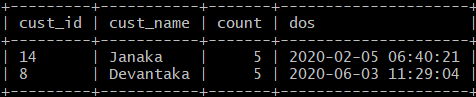 +---------+-----------+-------+---------------------+
| cust_id | cust_name | count | dos                 |
+---------+-----------+-------+---------------------+
| 14      | Janaka    |     5 | 2020-02-05 06:40:21 |
| 8       | Devantaka |     5 | 2020-06-03 11:29:04 |
+---------+-----------+-------+---------------------+